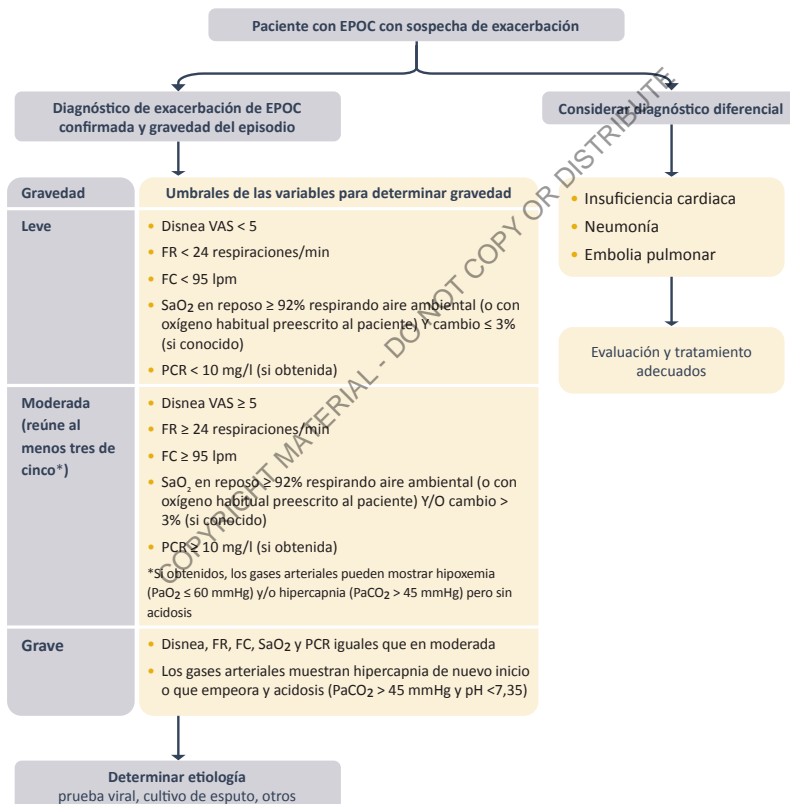 Paciente con EPOC con sospecha de exacerbación
Diagnóstico de exacerbación de EPOC
confirmada y gravedad del episodio
Considerar diagnóstico diferencial
Gravedad
Umbrales de las variables para determinar gravedad
Leve
• Disnea VAS < 5
• FR < 24 respiraciones/min
• FC < 95 lpm
• SaO2 en reposo ≥ 92% respirando aire ambiental (o con
oxígeno habitual preescrito al paciente) Y cambio ≤ 3%
(si conocido)
• PCR < 10 mg/l (si obtenida)
Moderada
(reúne al
menos tres de
cinco*)
• Disnea VAS ≥ 5
• FR ≥ 24 respiraciones/min
• FC ≥ 95 lpm
• SaO2 en reposo ≥ 92% respirando aire ambiental (o con
oxígeno habitual preescrito al paciente) Y/O cambio >
3% (si conocido)
• PCR ≥ 10 mg/l (si obtenida)
*Si obtenidos, los gases arteriales pueden mostrar hipoxemia
(PaO2 ≤ 60 mmHg) y/o hipercapnia (PaCO2 > 45 mmHg) pero sin
acidosis
Grave
• Disnea, FR, FC, SaO2 y PCR iguales que en moderada
• Los gases arteriales muestran hipercapnia de nuevo inicio
o que empeora y acidosis (PaCO2 > 45 mmHg y pH <7,35)
• Insuficiencia cardiaca
• Neumonía
• Embolia pulmonar
Evaluación y tratamiento
adecuados
Determinar etiología
prueba viral, cultivo de esputo, otros
COPYRIGHT MATERIAL - DO NOT COPY OR DISTRIBUTE